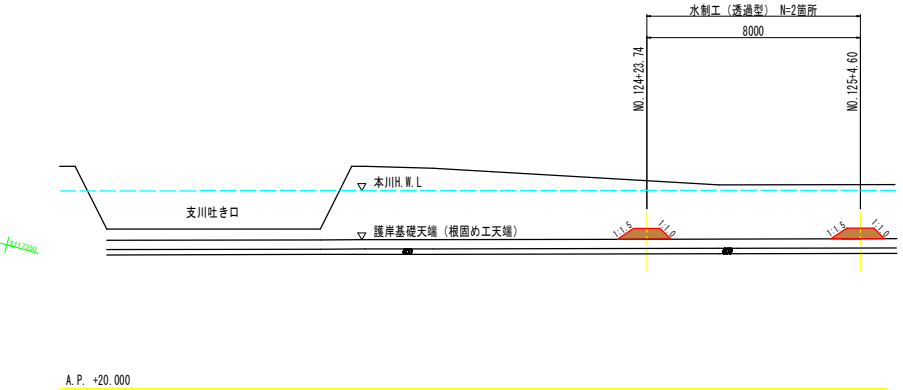 水制工（透過型） N=2箇所
8000
NO.124+23.74
NO.125+4.60
本川H.W.L
支川吐き口
護岸基礎天端（根固め工天端）
1:1.5
1:1.0
1:1.5
1:1.0
A.P. +20.000